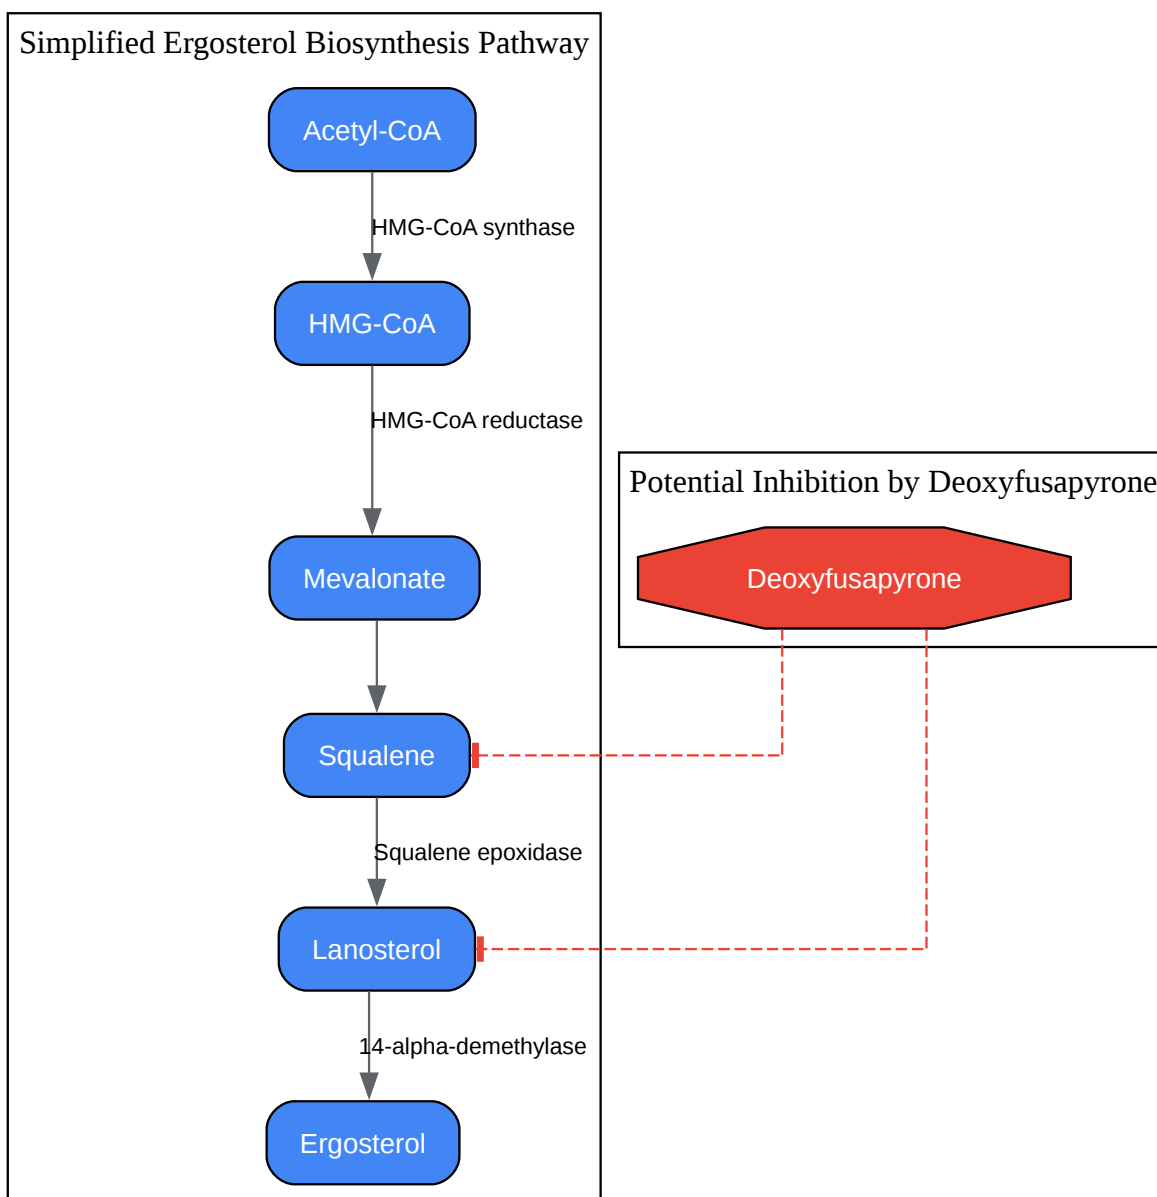 Simplified Ergosterol Biosynthesis Pathway
Acetyl-CoA
HMG-CoA synthase
HMG-CoA
HMG-CoA reductase
Mevalonate
Squalene
Squalene epoxidase
Lanosterol
14-alpha-demethylase
Ergosterol
Potential Inhibition by Deoxyfusapyrone
Deoxyfusapyrone